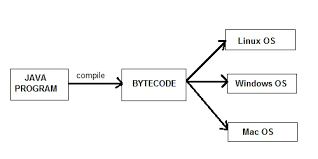 JAVA
PROGRAM
compile
BYTECODE
Linux OS
Windows OS
Mac OS